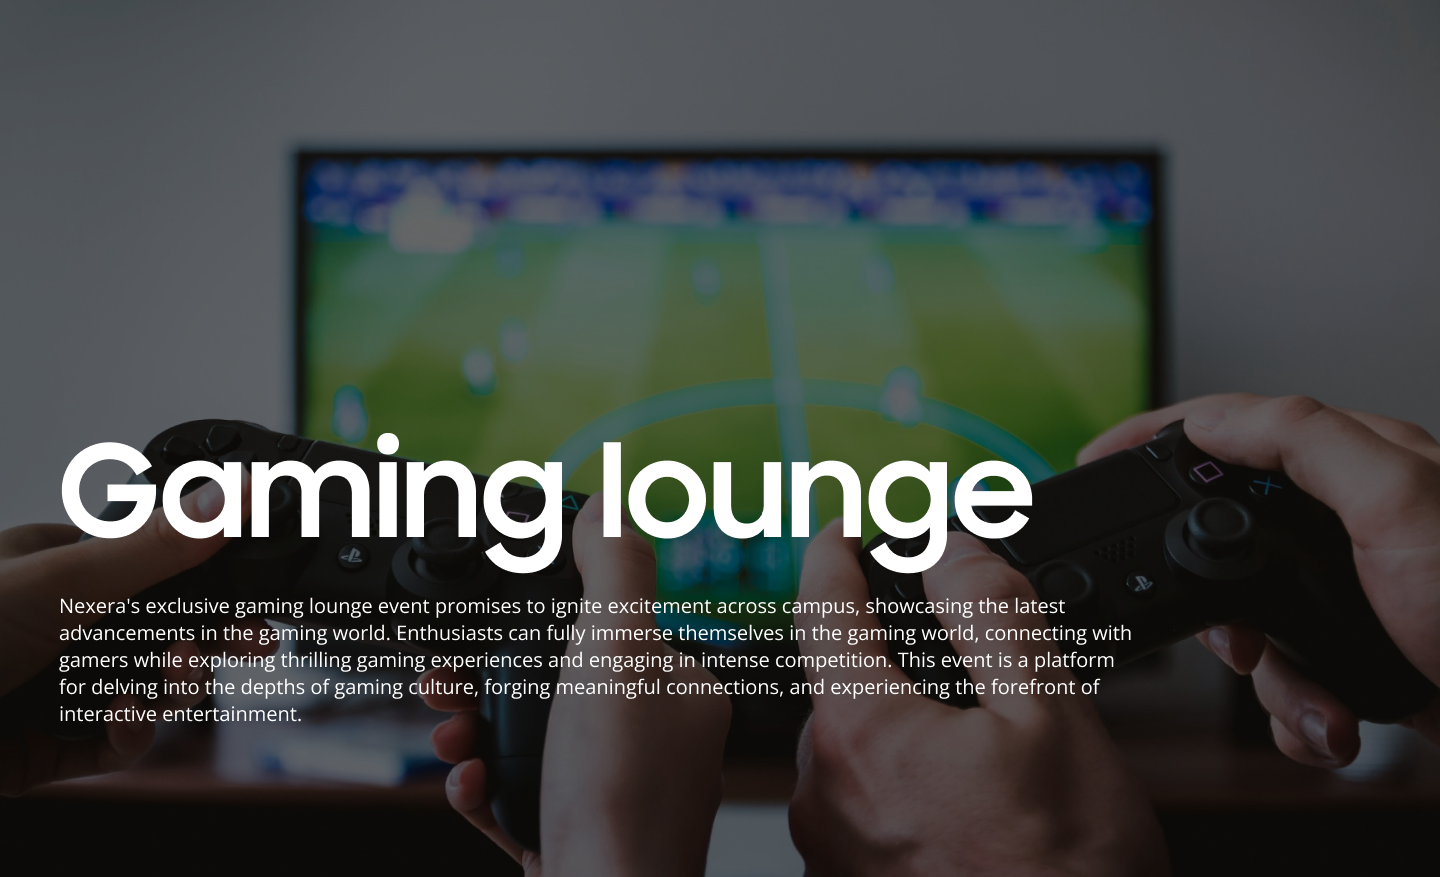 Gaming lounge
Nexera's exclusive gaming lounge event promises to ignite excitement across campus, showcasing the latest
advancements in the gaming world. Enthusiasts can fully immerse themselves in the gaming world, connecting with
gamers while exploring thrilling gaming experiences and engaging in intense competition. This event is a platform
for delving into the depths of gaming culture, forging meaningful connections, and experiencing the forefront of
interactive entertainment.